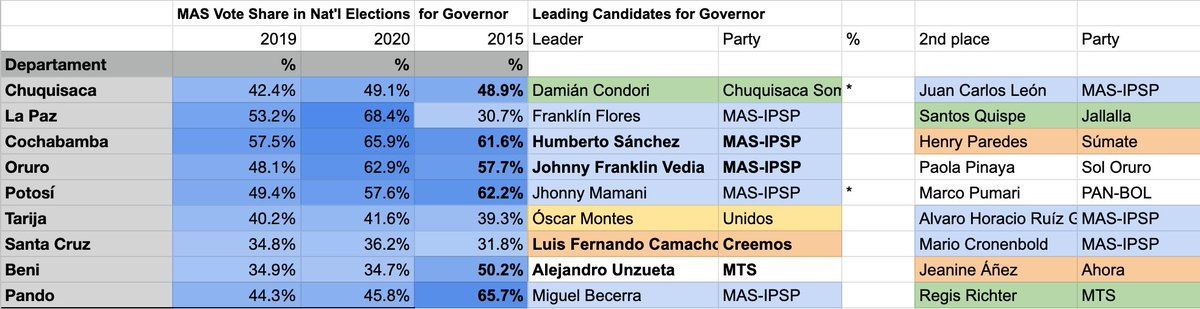 MAS Vote Share in Nat'l Elections for Governor Leading Candidates for Governor
2019 2020 2015 Leader Party % 2nd place Party
Departament % % %
Chuquisaca 42.4% 49.1% 48.9% Damián Condori Chuquisaca Som * Juan Carlos León MAS-IPSP
La Paz 53.2% 68.4% 30.7% Franklín Flores MAS-IPSP Santos Quispe Jallalla
Cochabamba 57.5% 65.9% 61.6% Humberto Sánchez MAS-IPSP Henry Paredes Súmate
Oruro 48.1% 62.9% 57.7% Johnny Franklin Vedia MAS-IPSP Paola Pinaya Sol Oruro
Potosí 49.4% 57.6% 62.2% Jhonny Mamani MAS-IPSP * Marco Pumari PAN-BOL
Tarija 40.2% 41.6% 39.3% Óscar Montes Unidos Alvaro Horacio Ruíz G MAS-IPSP
Santa Cruz 34.8% 36.2% 31.8% Luis Fernando Camacho Creemos Mario Cronenbold MAS-IPSP
Beni 34.9% 34.7% 50.2% Alejandro Unzueta MTS Jeanine Áñez Ahora
Pando 44.3% 45.8% 65.7% Miguel Becerra MAS-IPSP Regis Richter MTS